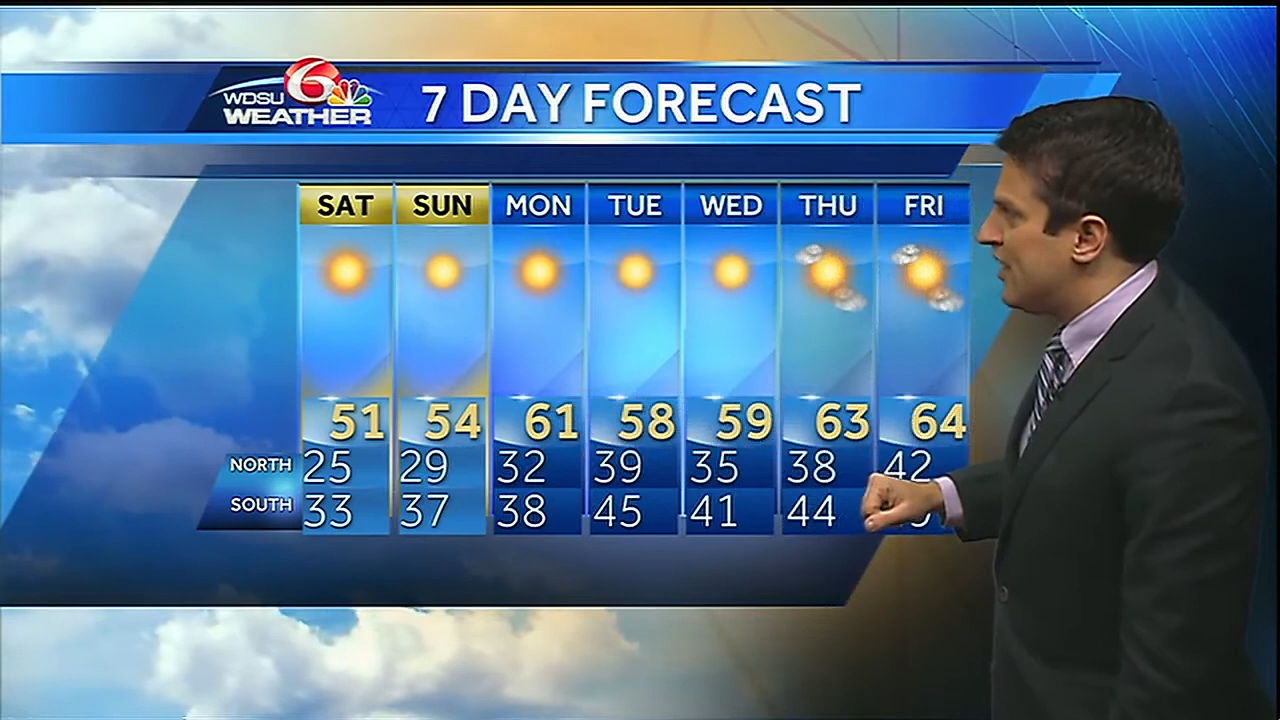 WDSU 6
WEATHER
7 DAY FORECAST
SAT SUN MON TUE WED THU FRI
51 54 61 58 59 63 64
NORTH 25 29 32 39 35 38 42
SOUTH 33 37 38 45 41 44